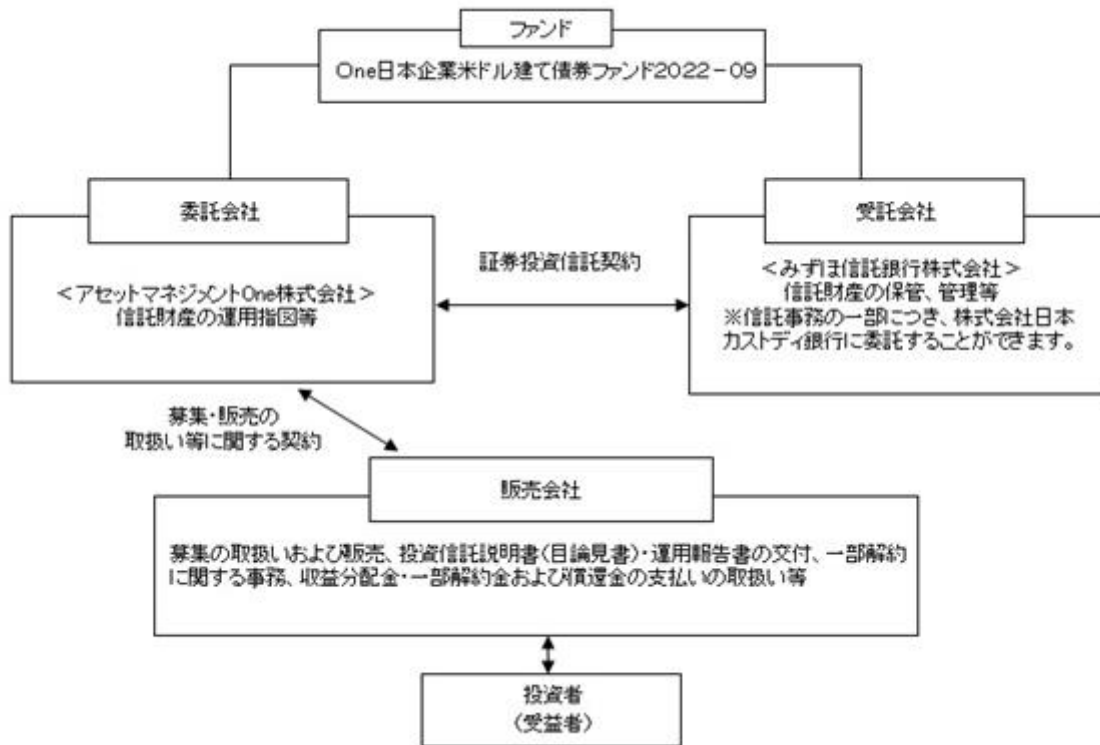 ファンド
One日本企業米ドル建て債券ファンド2022－09
委託会社
<アセットマネジメントOne株式会社>
信託財産の運用指図等
証券投資信託契約
受託会社
<みずほ信託銀行株式会社>
信託財産の保管、管理等
※信託事務の一部につき、株式会社日本
カストディ銀行に委託することができます。
募集・販売の
取扱い等に関する契約
販売会社
募集の取扱いおよび販売、投資信託説明書(目論見書)・運用報告書の交付、一部解約
に関する事務、収益分配金・一部解約金および償還金の支払いの取扱い等
投資者
(受益者)